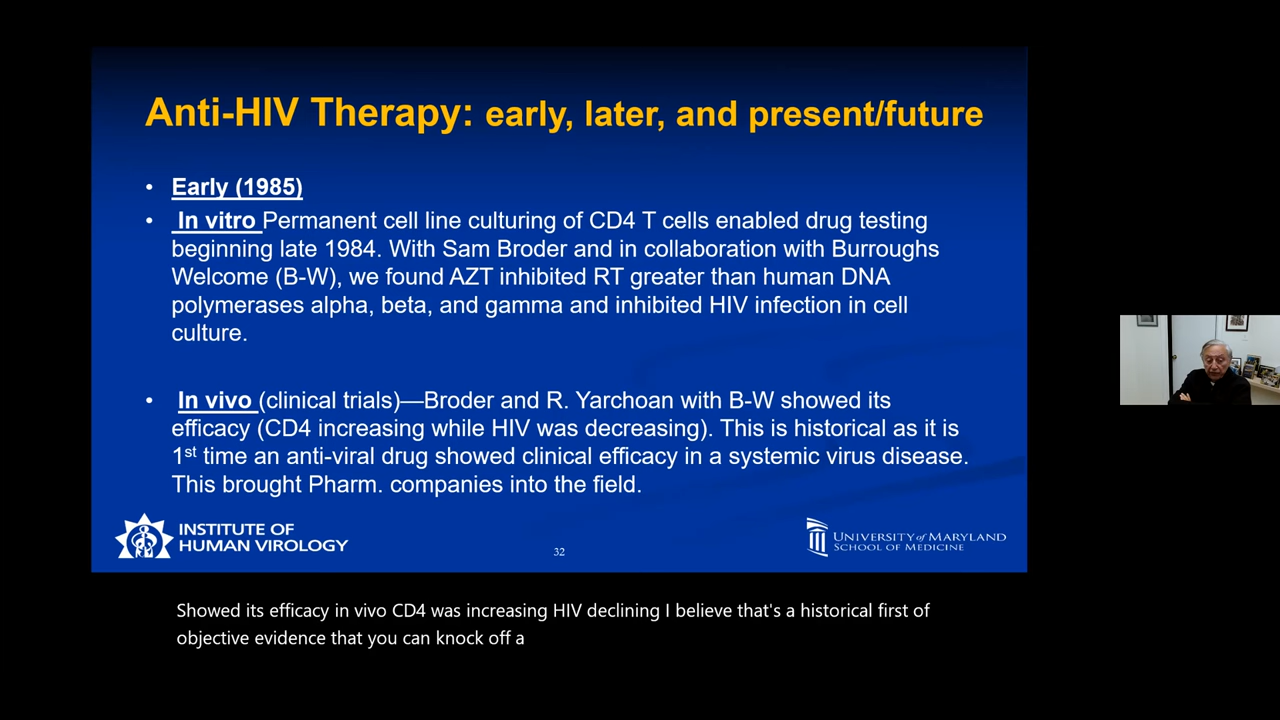 Anti-HIV Therapy: early, later, and present/future
• Early (1985)
• In vitro Permanent cell line culturing of CD4 T cells enabled drug testing
beginning late 1984. With Sam Broder and in collaboration with Burroughs
Welcome (B-W), we found AZT inhibited RT greater than human DNA
polymerases alpha, beta, and gamma and inhibited HIV infection in cell
culture.
• In vivo (clinical trials)—Broder and R. Yarchoan with B-W showed its
efficacy (CD4 increasing while HIV was decreasing). This is historical as it is
1st time an anti-viral drug showed clinical efficacy in a systemic virus disease.
This brought Pharm. companies into the field.
INSTITUTE OF
HUMAN VIROLOGY
32
UNIVERSITY of MARYLAND
SCHOOL OF MEDICINE
Showed its efficacy in vivo CD4 was increasing HIV declining I believe that's a historical first of
objective evidence that you can knock off a